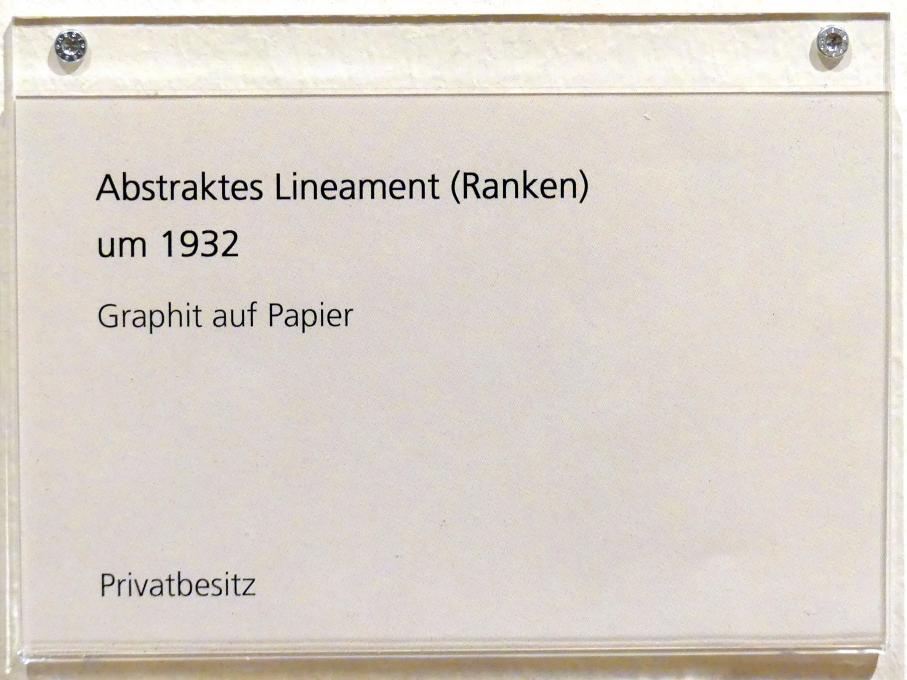 Abstraktes Lineament (Ranken)
um 1932
Graphit auf Papier
Privatbesitz